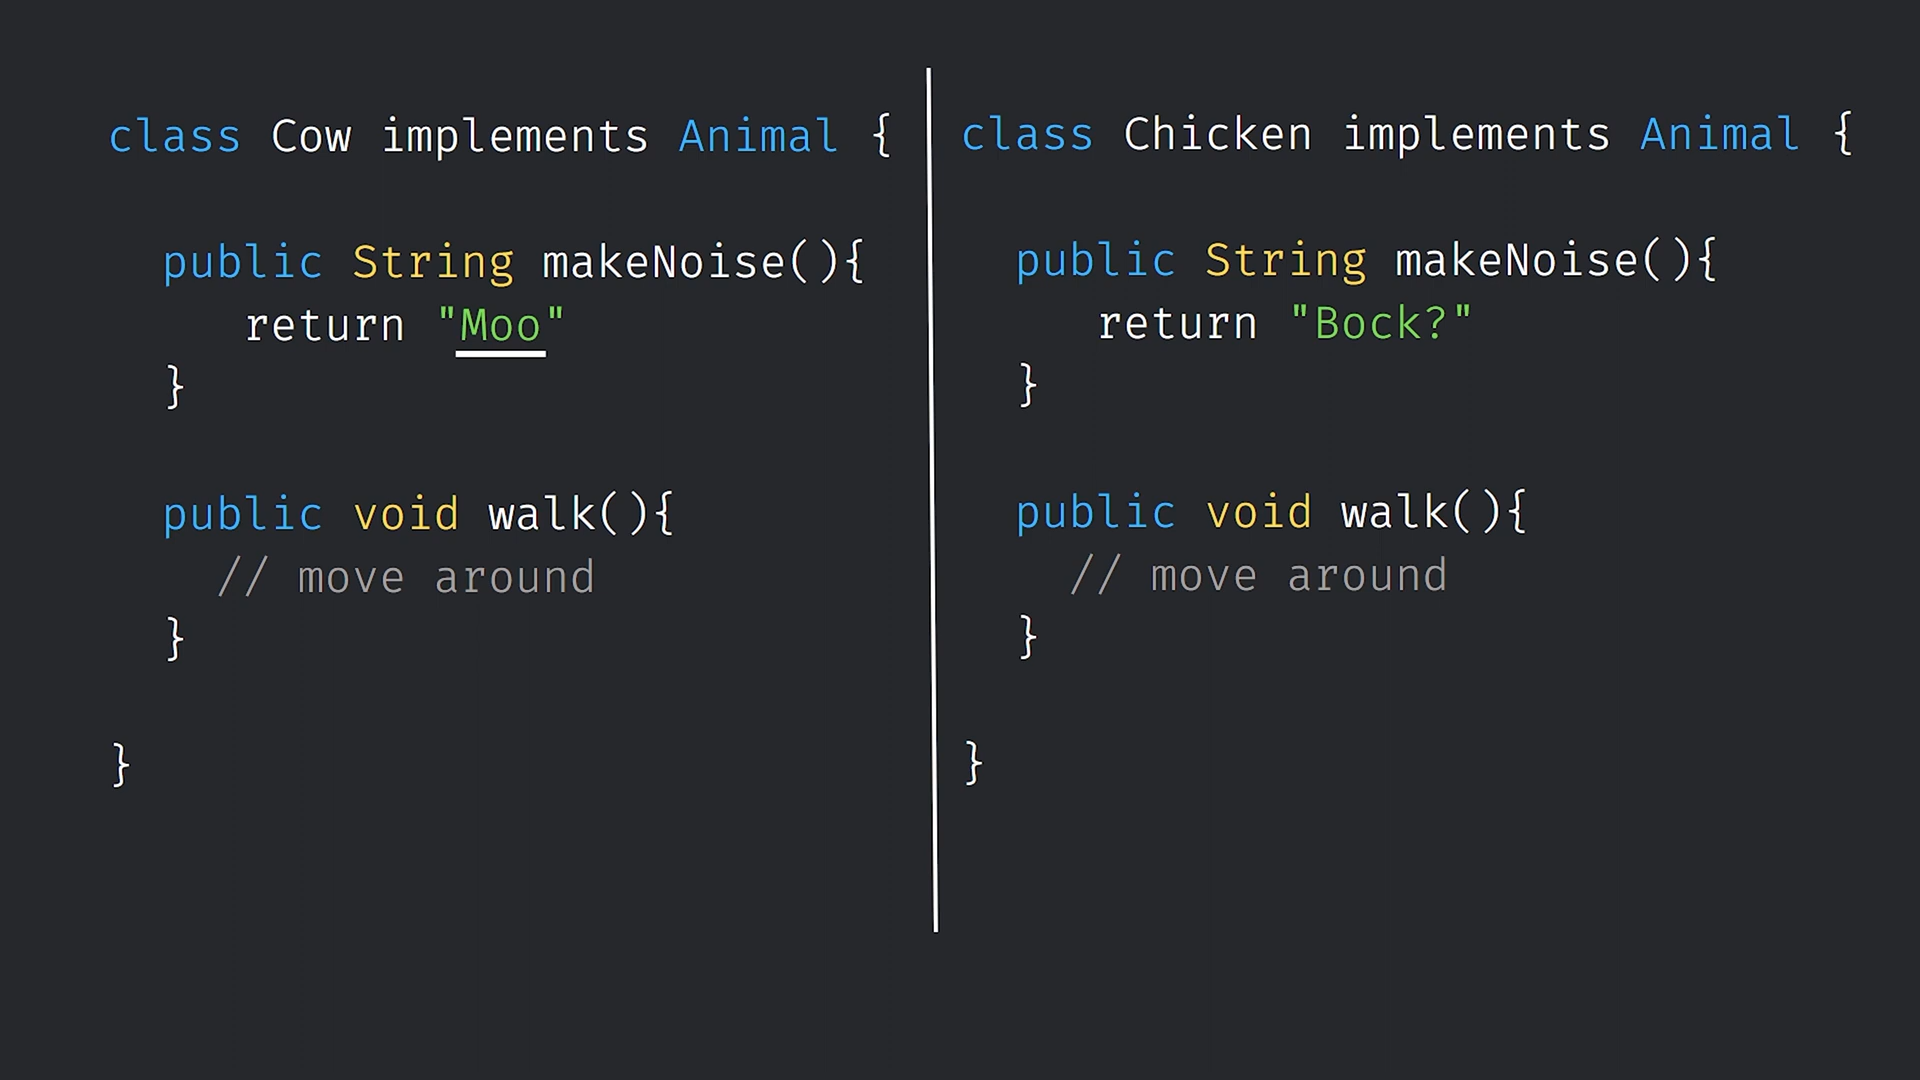 class Cow implements Animal {
public String makeNoise(){
return "Moo"
}
public void walk(){
// move around
}
}
class Chicken implements Animal {
public String makeNoise(){
return "Bock?"
}
public void walk(){
// move around
}
}